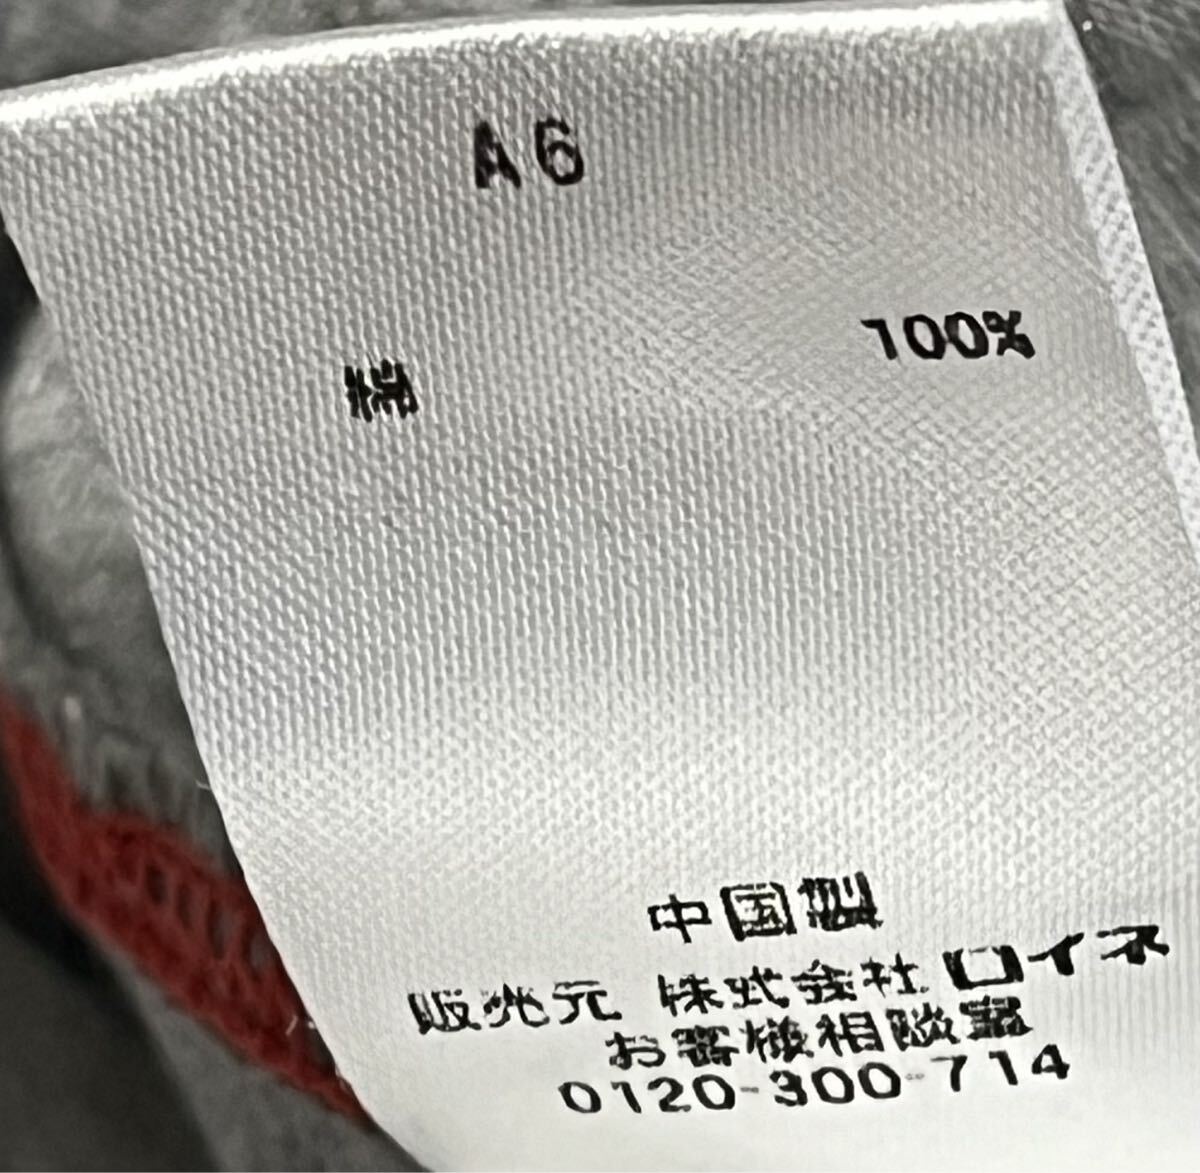 A6
綿 100%
中国製
販売元 株式会社 ロイネ
お客様相談室
0120-300-714